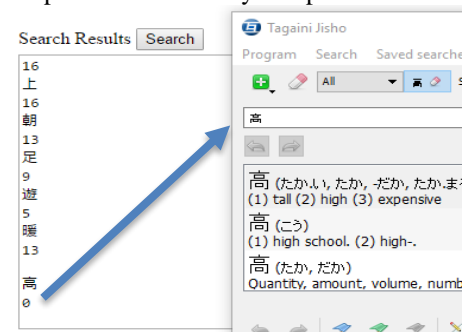 Search Results Search
16
上
16
朝
13
足
9
遊
5
暖
13
高
0
Tagaini Jisho
Program Search Saved searche
All 高
高
高 (たか.い, たか, -だか, たか.ま
(1) tall (2) high (3) expensive
高 (こう)
(1) high school. (2) high-.
高 (たか, だか)
Quantity, amount, volume, numb